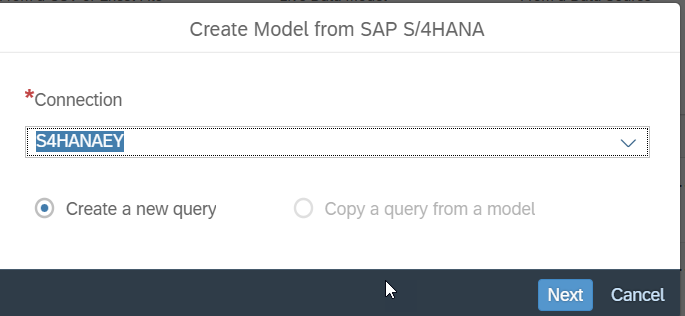 Create Model from SAP S/4HANA
*Connection
S4HANAEY
Create a new query
Copy a query from a model
Next
Cancel